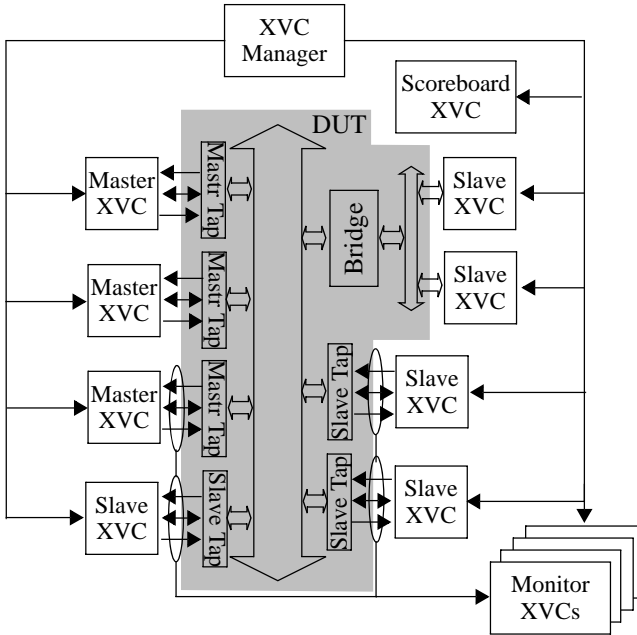 XVC
Manager
Scoreboard
XVC
DUT
Master
XVC
Mastr Tap
Bridge
Slave
XVC
Master
XVC
Mastr Tap
Slave
XVC
Master
XVC
Mastr Tap
Slave Tap
Slave
XVC
Slave
XVC
Slave Tap
Slave Tap
Slave
XVC
Monitor
XVCs